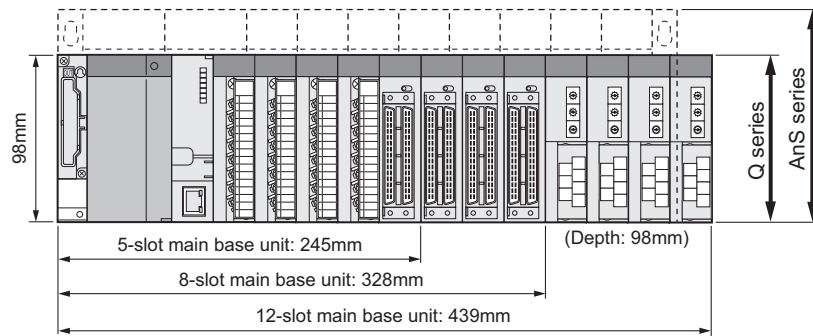 98mm
Q series
AnS series
5-slot main base unit: 245mm
(Depth: 98mm)
8-slot main base unit: 328mm
12-slot main base unit: 439mm